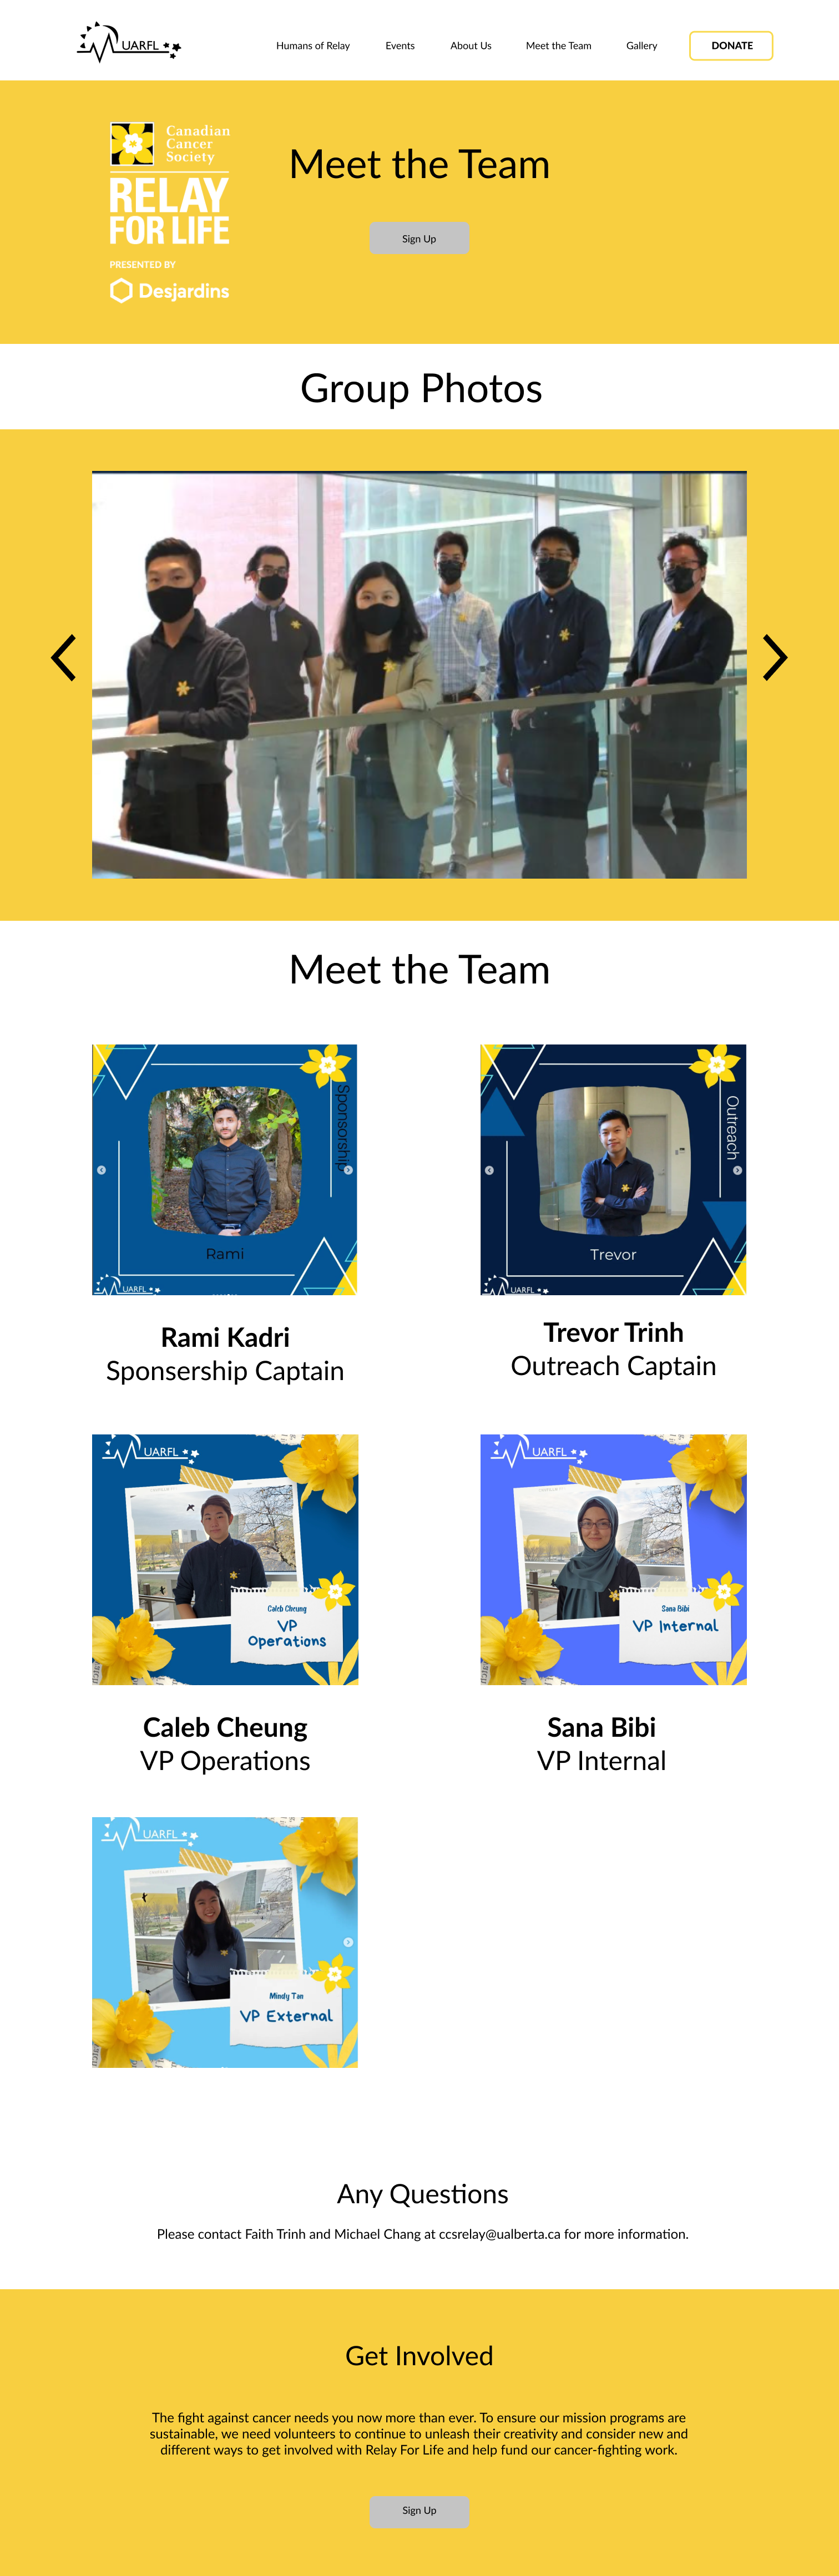 UARFL
Humans of Relay
Events
About Us
Meet the Team
Gallery
DONATE
Canadian
Cancer
Society
RELAY
FOR LIFE
PRESENTED BY
Desjardins
Meet the Team
Sign Up
Group Photos
Meet the Team
Sponsorship
Rami
UARFL
Outreach
Trevor
UARFL
Rami Kadri
Sponsership Captain
Trevor Trinh
Outreach Captain
UARFL
Caleb Cheung
VP
Operations
UARFL
Sana Bibi
VP Internal
Caleb Cheung
VP Operations
Sana Bibi
VP Internal
UARFL
Mindy Tan
VP External
Any Questions
Please contact Faith Trinh and Michael Chang at ccsrelay@ualberta.ca for more information.
Get Involved
The fight against cancer needs you now more than ever. To ensure our mission programs are
sustainable, we need volunteers to continue to unleash their creativity and consider new and
different ways to get involved with Relay For Life and help fund our cancer-fighting work.
Sign Up